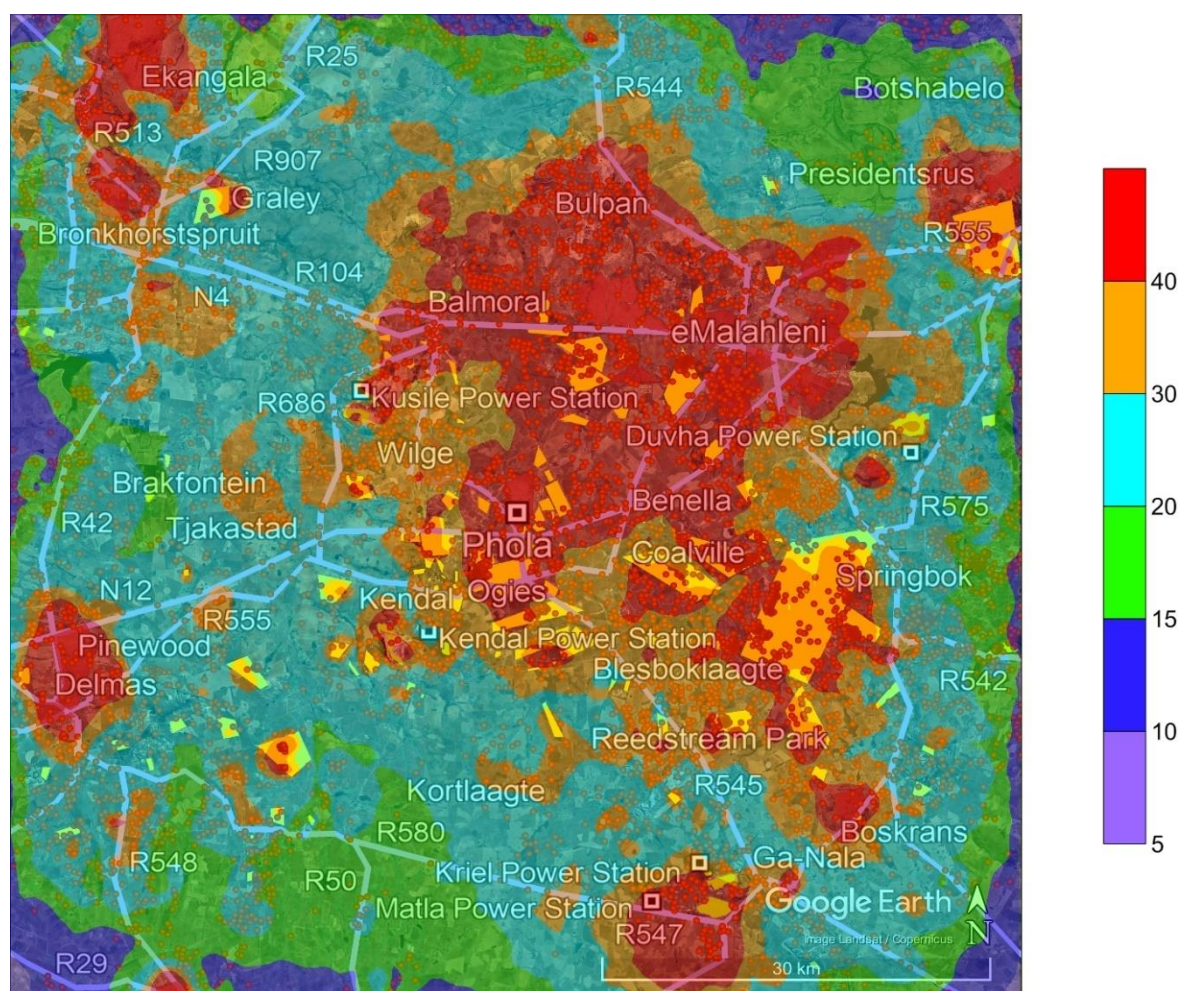 R25
Ekangala
R544
Botshabelo
R513
R907
Presidentsrus
Graley
Bulpan
Bronkhorstspruit
R555
R104
N4
Balmoral
eMalahleni
40
30
20
15
10
5
R686
Kusile Power Station
Duvha Power Station
Wilge
Brakfontein
Benella
R575
R42
Tjakastad
Phola
Coalville
Springbok
N12
Kendal
Ogies
R555
Pinewood
Kendal Power Station
Blesboklaagte
Delmas
R542
Reedstream Park
Kortlaagte
R545
R580
Boskrans
R548
R50
Kriel Power Station
Ga-Nala
Matla Power Station
Google Earth
R547
N
Image Landsat / Copernicus
R29
30 km